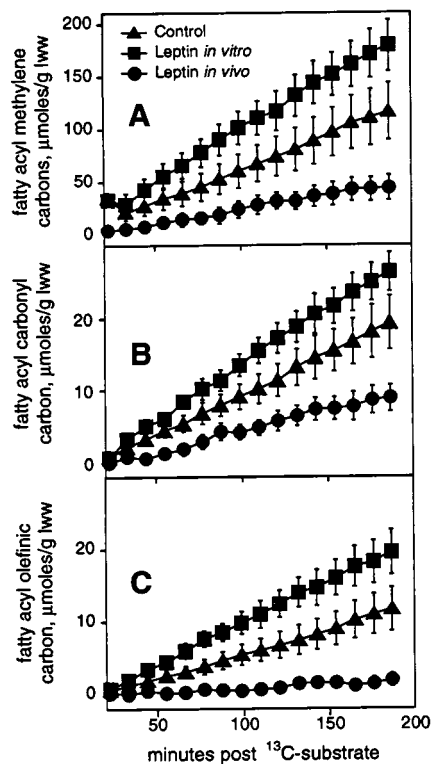 200
150
100
50
0
Control
Leptin in vitro
Leptin in vivo
A
fatty acyl methylene
carbons, μmoles/g lww
20
10
0
B
fatty acyl carbonyl
carbon, μmoles/g lww
20
10
0
C
fatty acyl olefinic
carbon, μmoles/g lww
50
100
150
200
minutes post ¹³C-substrate